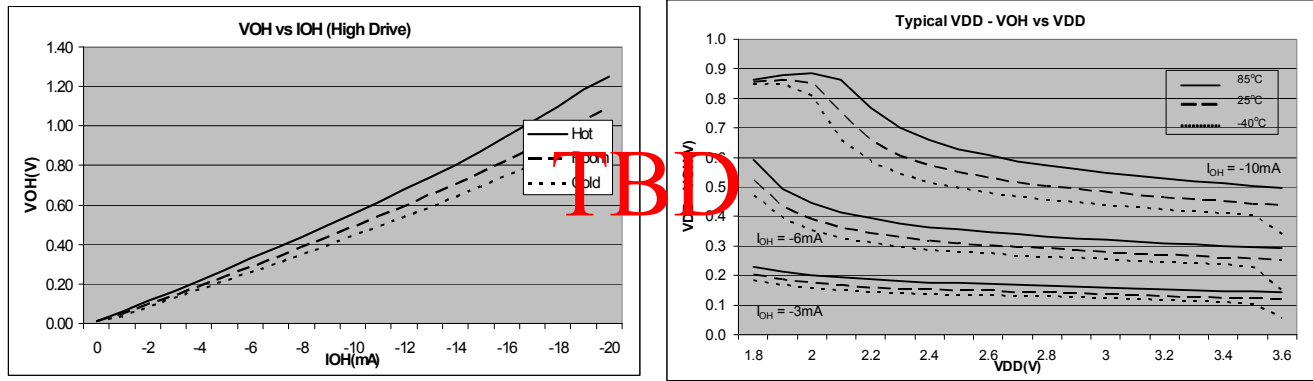 VOH vs IOH (High Drive)
VOH(V)
1.40
1.20
1.00
0.80
0.60
0.40
0.20
0.00
Hot
Room
Cold
0 -2 -4 -6 -8 -10 -12 -14 -16 -18 -20
IOH(mA)
TBD
Typical VDD - VOH vs VDD
1.0
0.9
0.8
0.7
0.6
0.5
0.4
0.3
0.2
0.1
0.0
85°C
25°C
-40°C
IOH = -10mA
IOH = -6mA
IOH = -3mA
1.8 2 2.2 2.4 2.6 2.8 3 3.2 3.4 3.6
VDD(V)